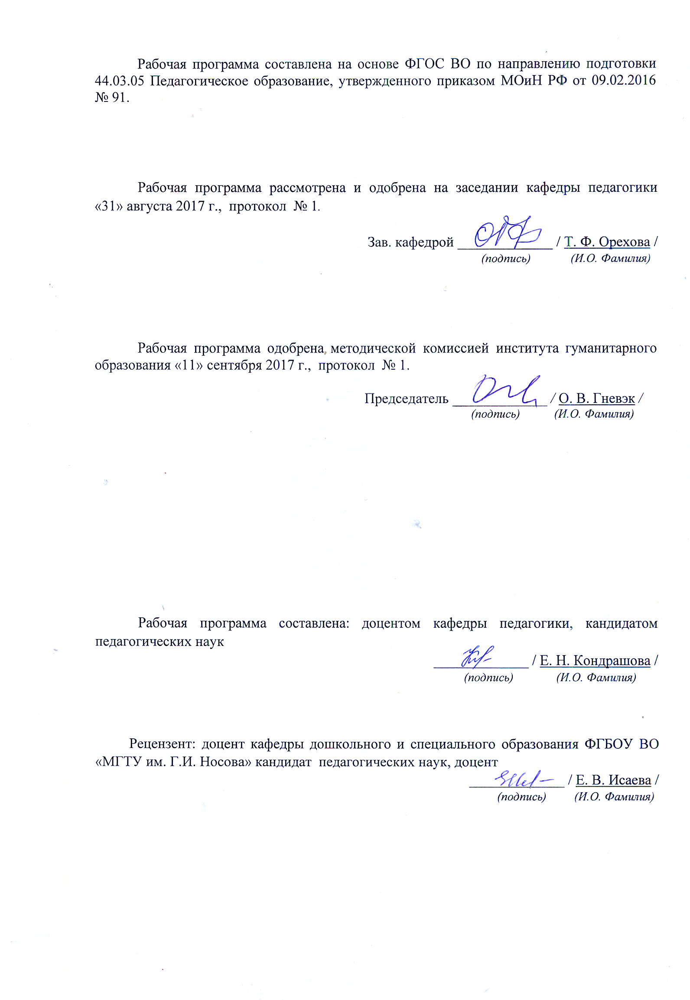 Рабочая программа составлена на основе ФГОС ВО по направлению подготовки
44.03.05 Педагогическое образование, утвержденного приказом МОиН РФ от 09.02.2016
№ 91.
Рабочая программа рассмотрена и одобрена на заседании кафедры педагогики
«31» августа 2017 г., протокол № 1.
Зав. кафедрой _____________ / Т. Ф. Орехова /
(подпись) (И.О. Фамилия)
Рабочая программа одобрена методической комиссией института гуманитарного
образования «11» сентября 2017 г., протокол № 1.
Председатель _____________ / О. В. Гневэк /
(подпись) (И.О. Фамилия)
Рабочая программа составлена: доцентом кафедры педагогики, кандидатом
педагогических наук
_____________ / Е. Н. Кондрашова /
(подпись) (И.О. Фамилия)
Рецензент: доцент кафедры дошкольного и специального образования ФГБОУ ВО
«МГТУ им. Г.И. Носова» кандидат педагогических наук, доцент
_____________ / Е. В. Исаева /
(подпись) (И.О. Фамилия)